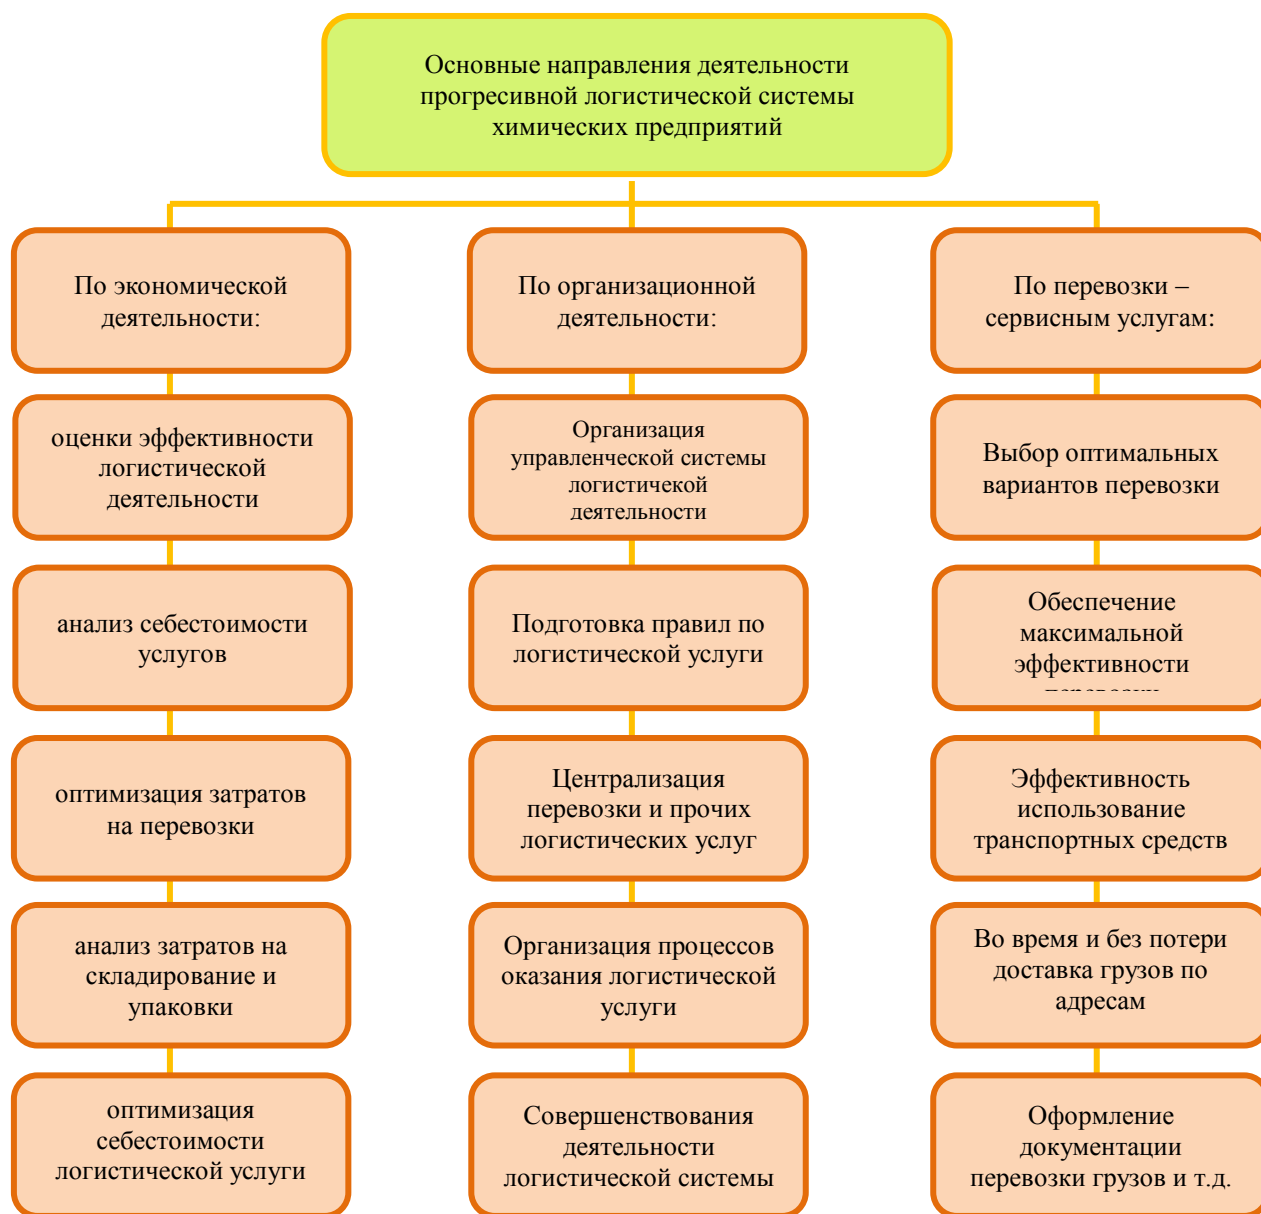 Основные направления деятельности
прогресивной логистической системы
химических предприятий
По экономической
деятельности:
оценки эффективности
логистической
деятельности
анализ себестоимости
услугов
оптимизация затратов
на перевозки
анализ затратов на
складирование и
упаковки
оптимизация
себестоимости
логистической услуги
По организационной
деятельности:
Организация
управленческой системы
логистичекой
деятельности
Подготовка правил по
логистической услуги
Централизация
перевозки и прочих
логистических услуг
Организация процессов
оказания логистической
услуги
Совершенствования
деятельности
логистической системы
По перевозки –
сервисным услугам:
Выбор оптимальных
вариантов перевозки
Обеспечение
максимальной
эффективности
Эффективность
использование
транспортных средств
Во время и без потери
доставка грузов по
адресам
Оформление
документации
перевозки грузов и т.д.